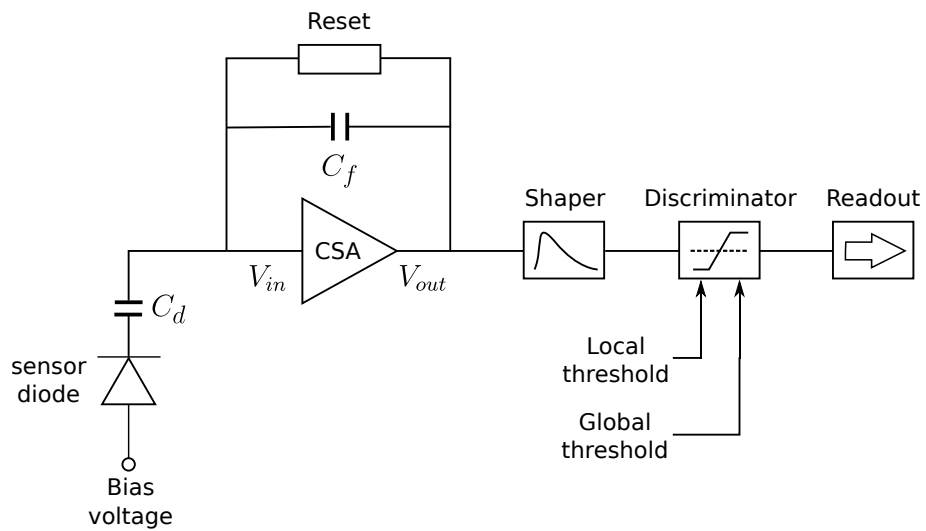 Reset
C_f
Shaper
Discriminator
Readout
CSA
V_in
V_out
C_d
sensor
diode
Local
threshold
Global
threshold
Bias
voltage